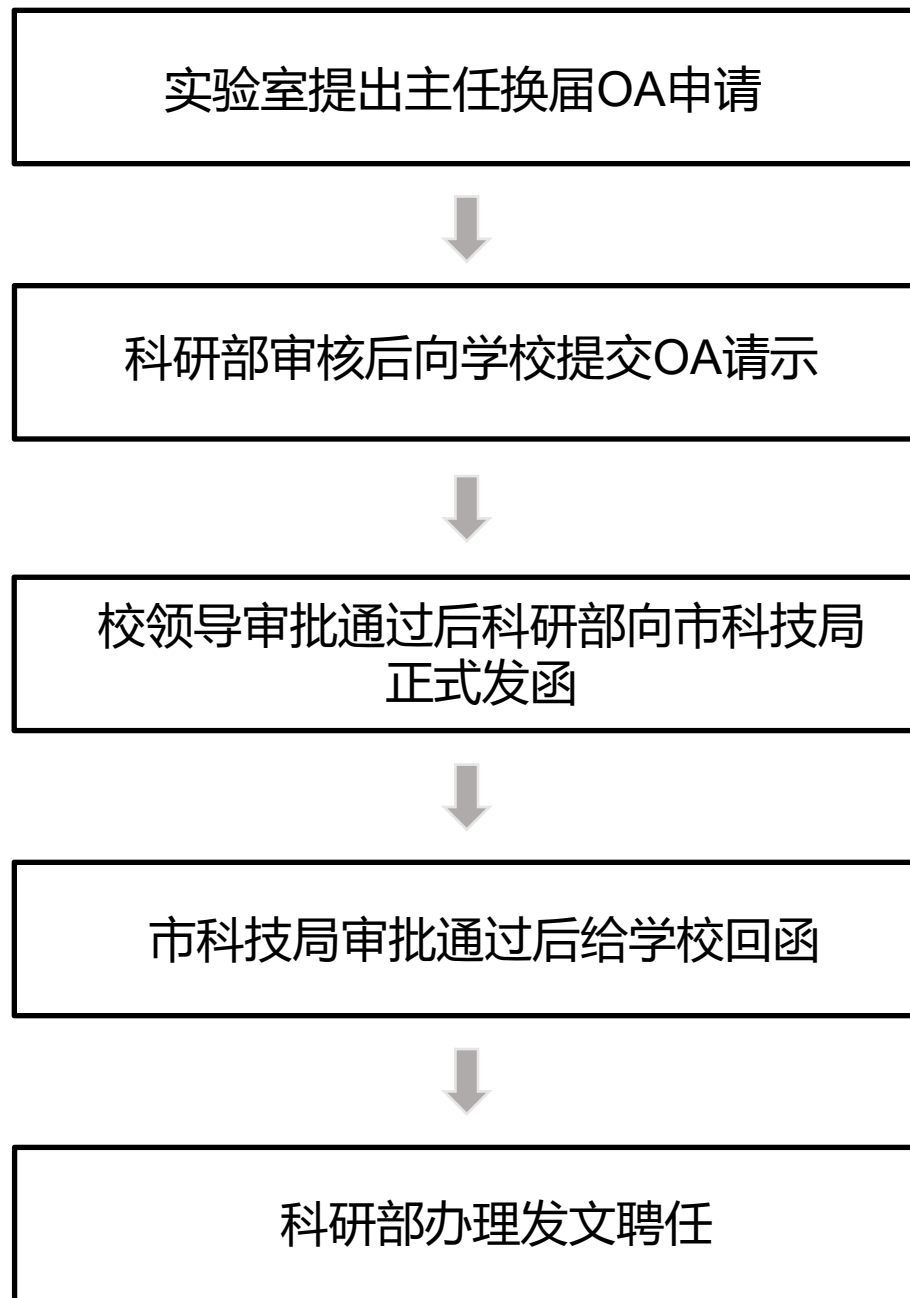 实验室提出主任换届OA申请
科研部审核后向学校提交OA请示
校领导审批通过后科研部向市科技局
正式发函
市科技局审批通过后给学校回函
科研部办理发文聘任